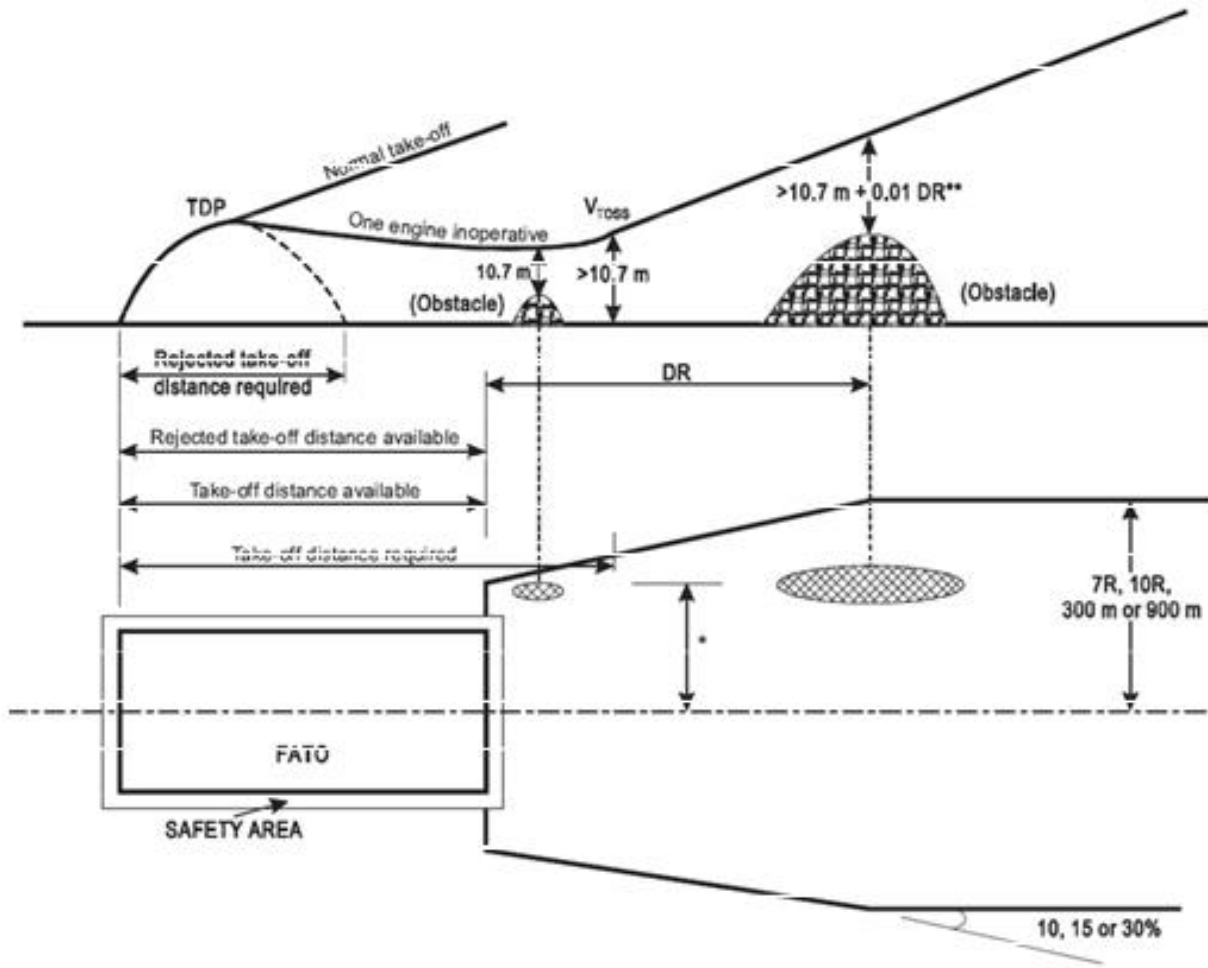 Normal take-off
TDP
>10.7 m + 0.01 DR**
VTOSS
One engine inoperative
10.7 m
>10.7 m
(Obstacle)
(Obstacle)
Rejected take-off
distance required
DR
Rejected take-off distance available
Take-off distance available
Take-off distance required
7R, 10R,
300 m or 900 m
*
FATO
SAFETY AREA
10, 15 or 30%